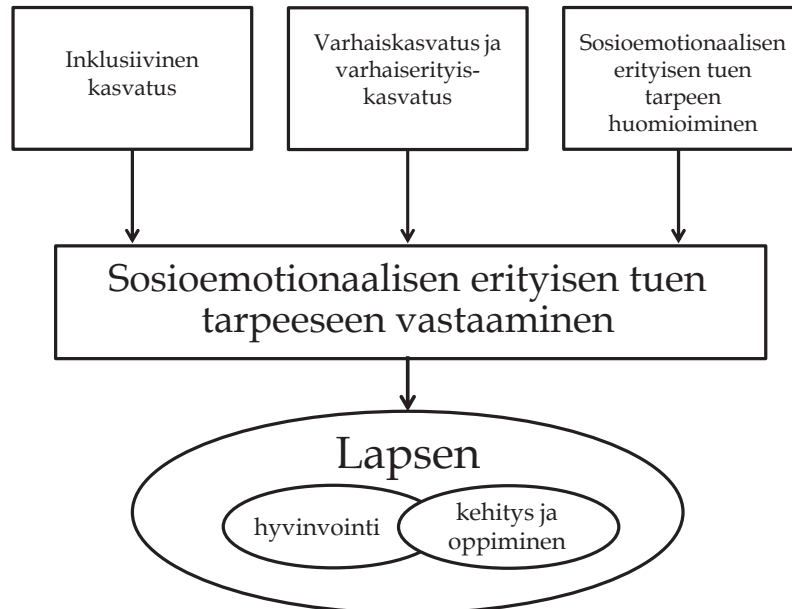 Inklusiivinen
kasvatus
Varhaiskasvatus ja
varhaiserityis-
kasvatus
Sosioemotionaalisen
erityisen tuen
tarpeen
huomioiminen
Sosioemotionaalisen erityisen tuen
tarpeeseen vastaaminen
Lapsen
hyvinvointi
kehitys ja
oppiminen